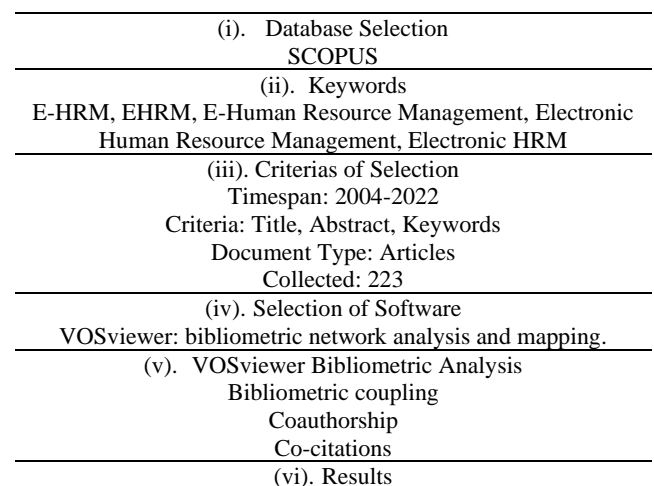 (i). Database Selection
SCOPUS
(ii). Keywords
E-HRM, EHRM, E-Human Resource Management, Electronic
Human Resource Management, Electronic HRM
(iii). Criterias of Selection
Timespan: 2004-2022
Criteria: Title, Abstract, Keywords
Document Type: Articles
Collected: 223
(iv). Selection of Software
VOSviewer: bibliometric network analysis and mapping.
(v). VOSviewer Bibliometric Analysis
Bibliometric coupling
Coauthorship
Co-citations
(vi). Results